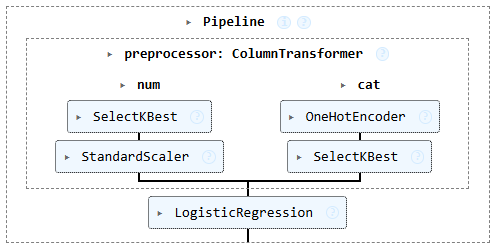 Pipeline i ?
preprocessor: ColumnTransformer ?
num cat
SelectKBest ? OneHotEncoder ?
StandardScaler ? SelectKBest ?
LogisticRegression ?